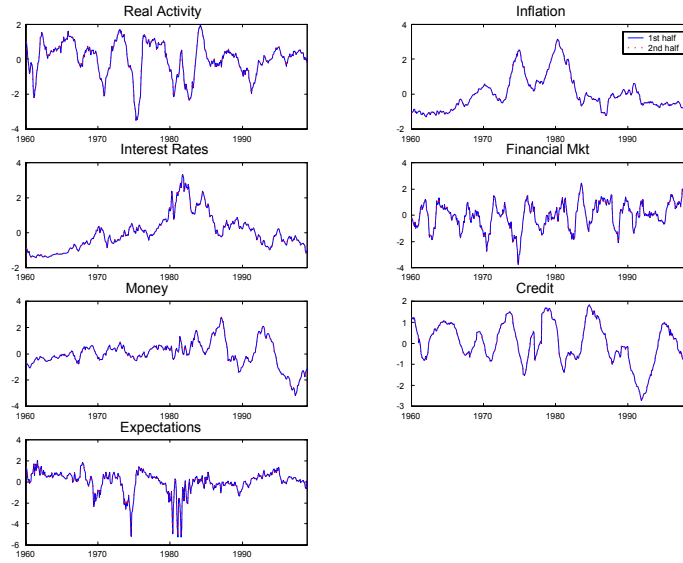 Real Activity
2
0
-2
-4
1960 1970 1980 1990
Inflation
4
2
0
2
1960 1970 1980 1990
1st half
2nd half
Interest Rates
4
2
0
-2
1960 1970 1980 1990
Financial Mkt
4
2
0
-2
-4
1960 1970 1980 1990
Money
4
2
0
-2
-4
1960 1970 1980 1990
Credit
2
1
0
-1
-2
-3
1960 1970 1980 1990
Expectations
4
2
0
-2
-4
-6
1960 1970 1980 1990